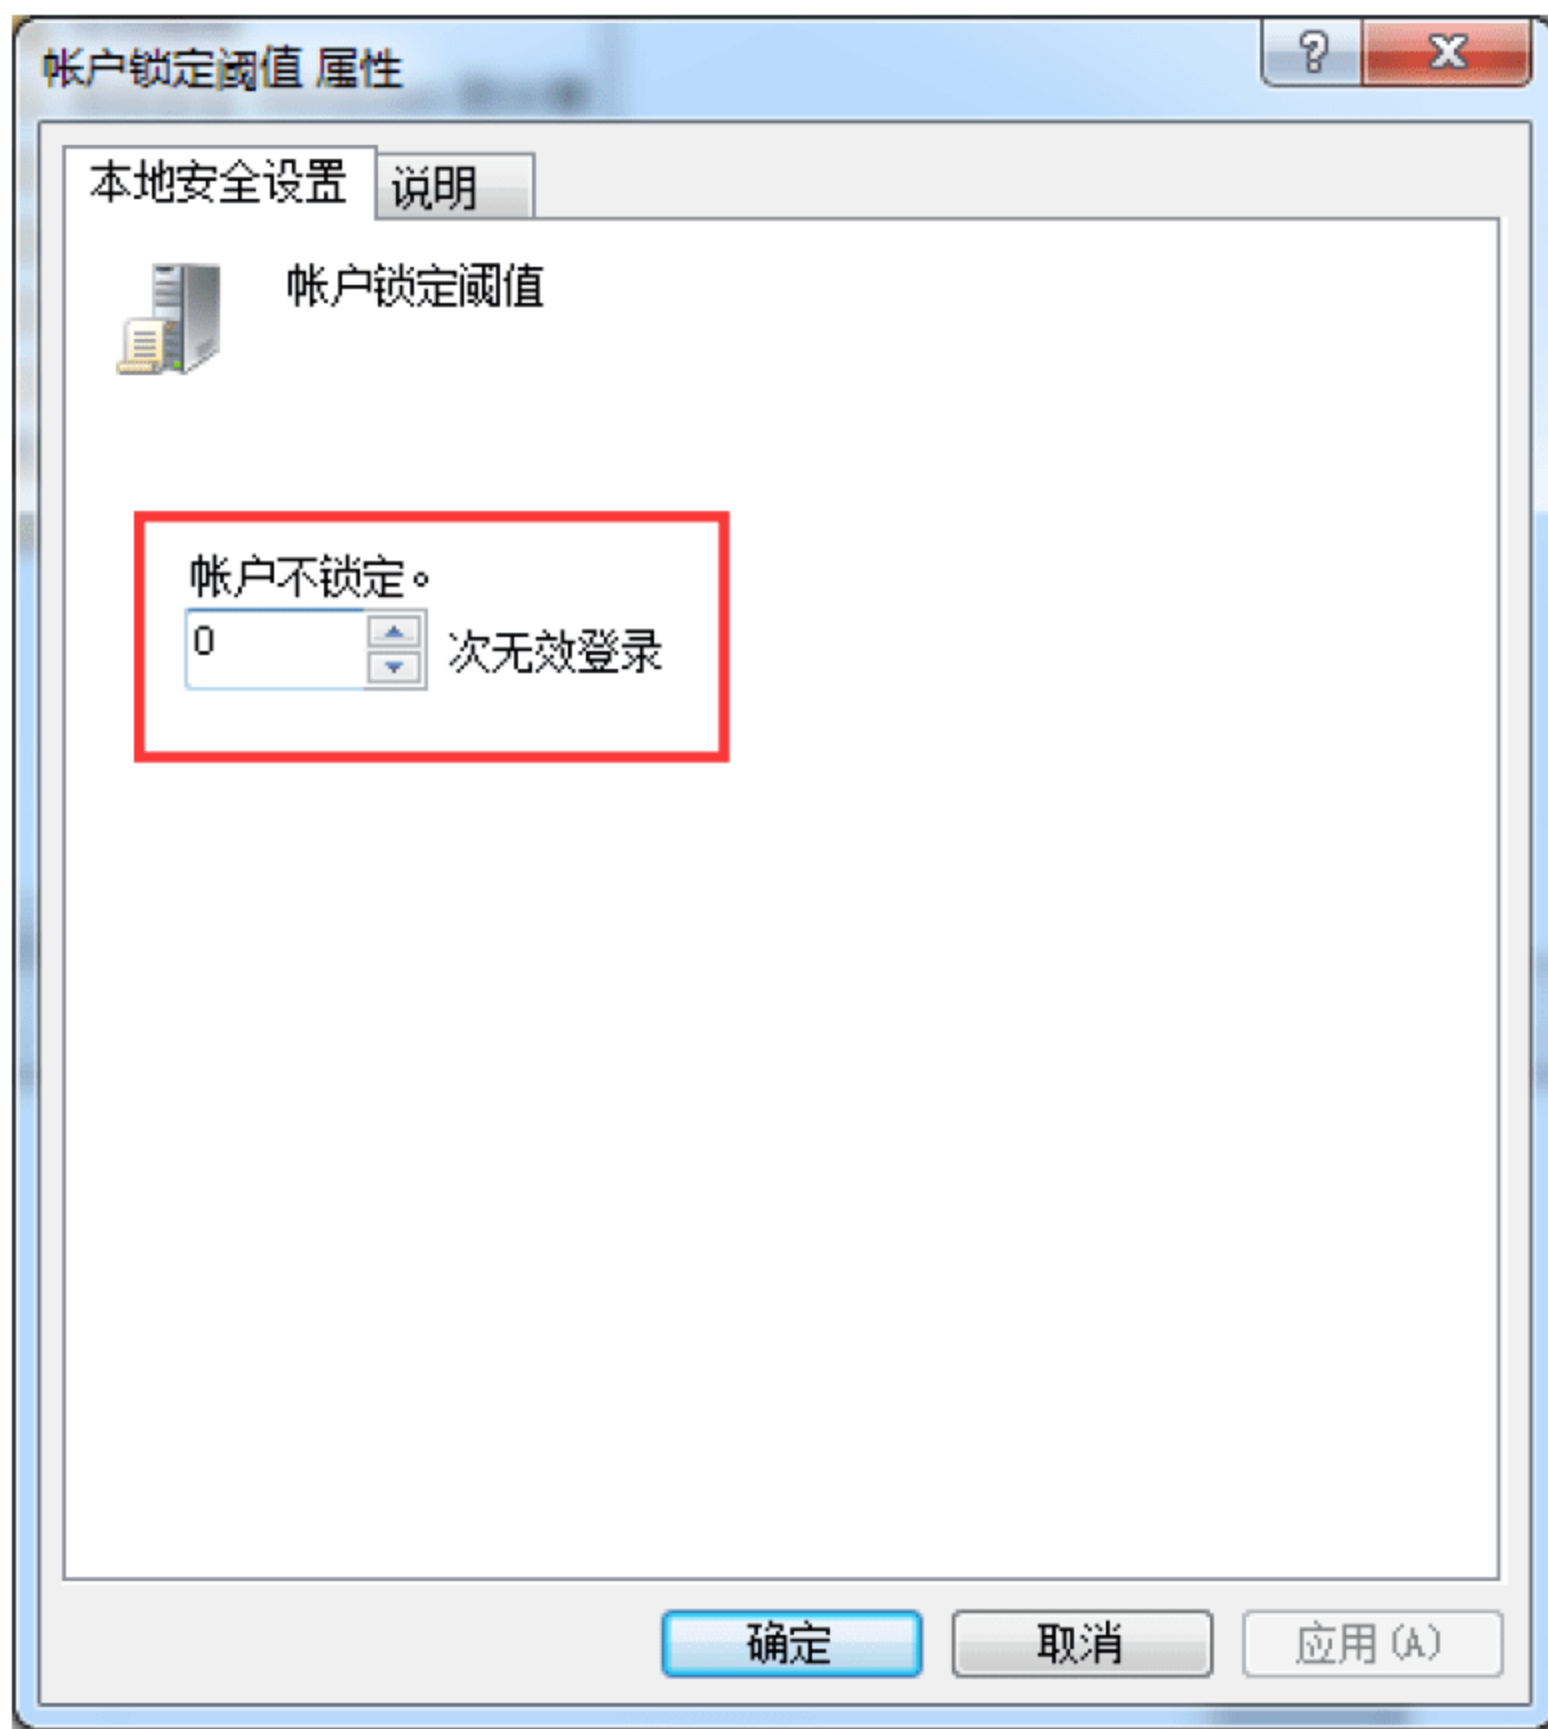 帐户锁定阈值 属性
本地安全设置 说明
帐户锁定阈值
帐户不锁定。
0 次无效登录
确定 取消 应用(A)